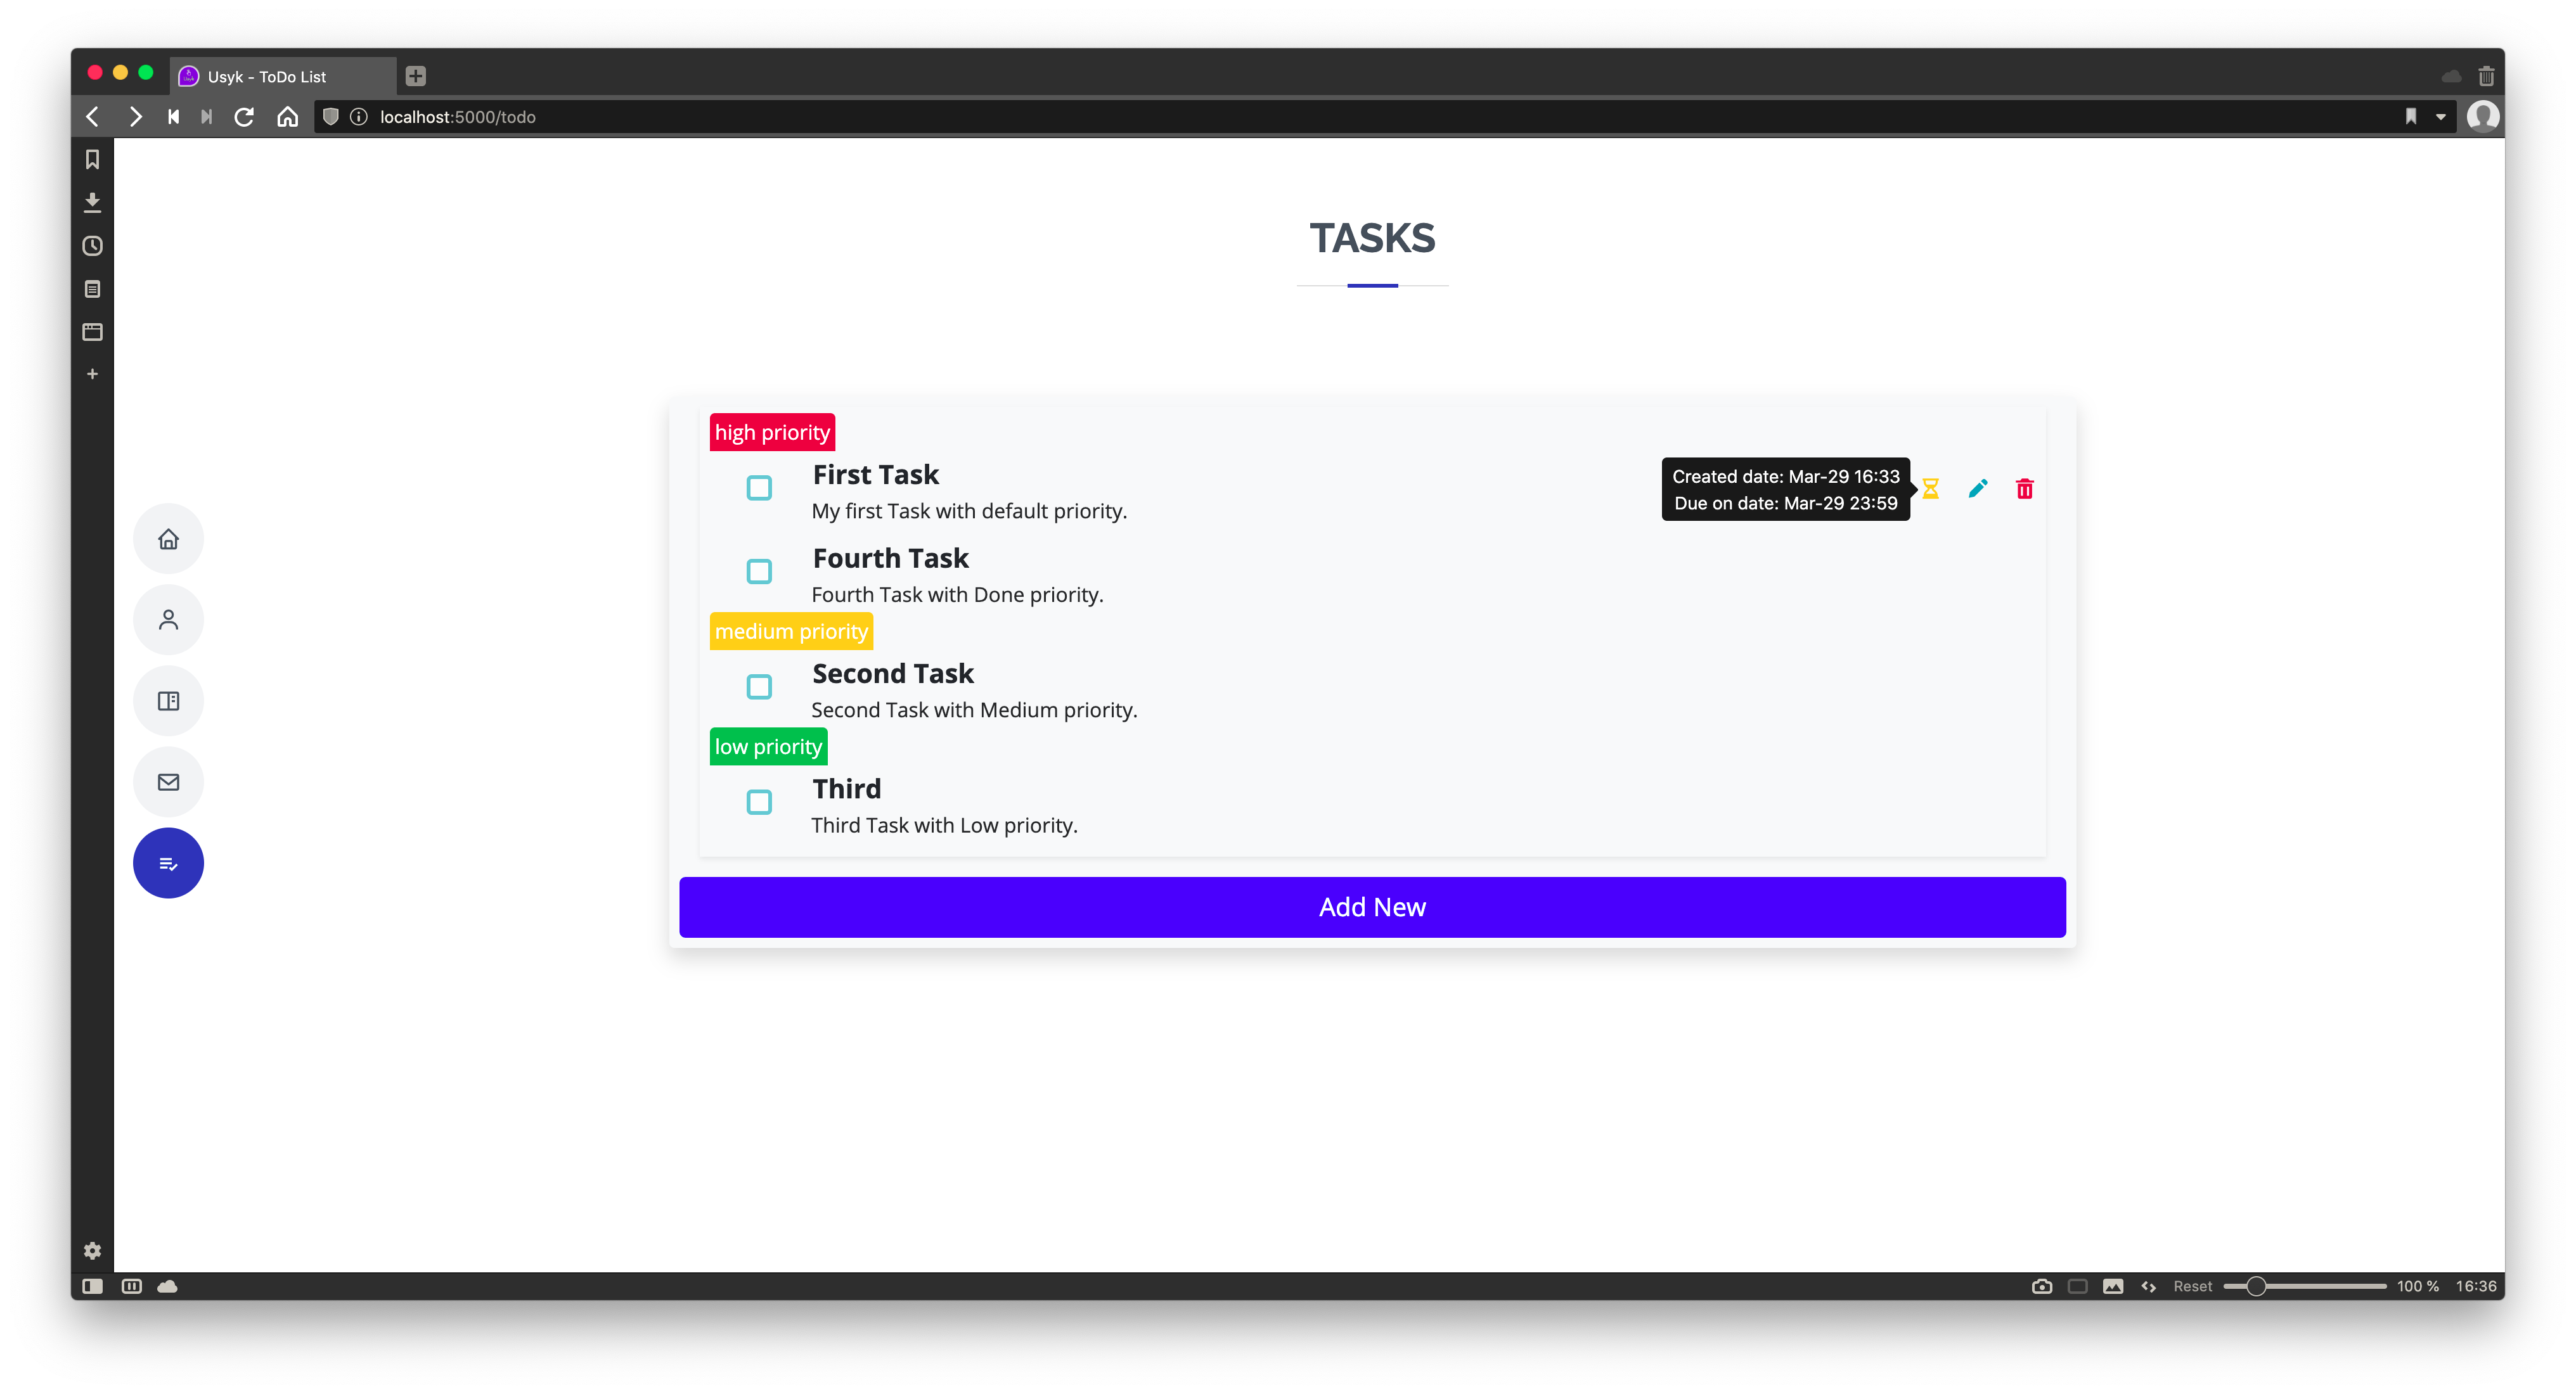 Usyk - ToDo List
localhost:5000/todo
TASKS
high priority
First Task
My first Task with default priority.
Created date: Mar-29 16:33
Due on date: Mar-29 23:59
Fourth Task
Fourth Task with Done priority.
medium priority
Second Task
Second Task with Medium priority.
low priority
Third
Third Task with Low priority.
Add New
Reset
100 %
16:36